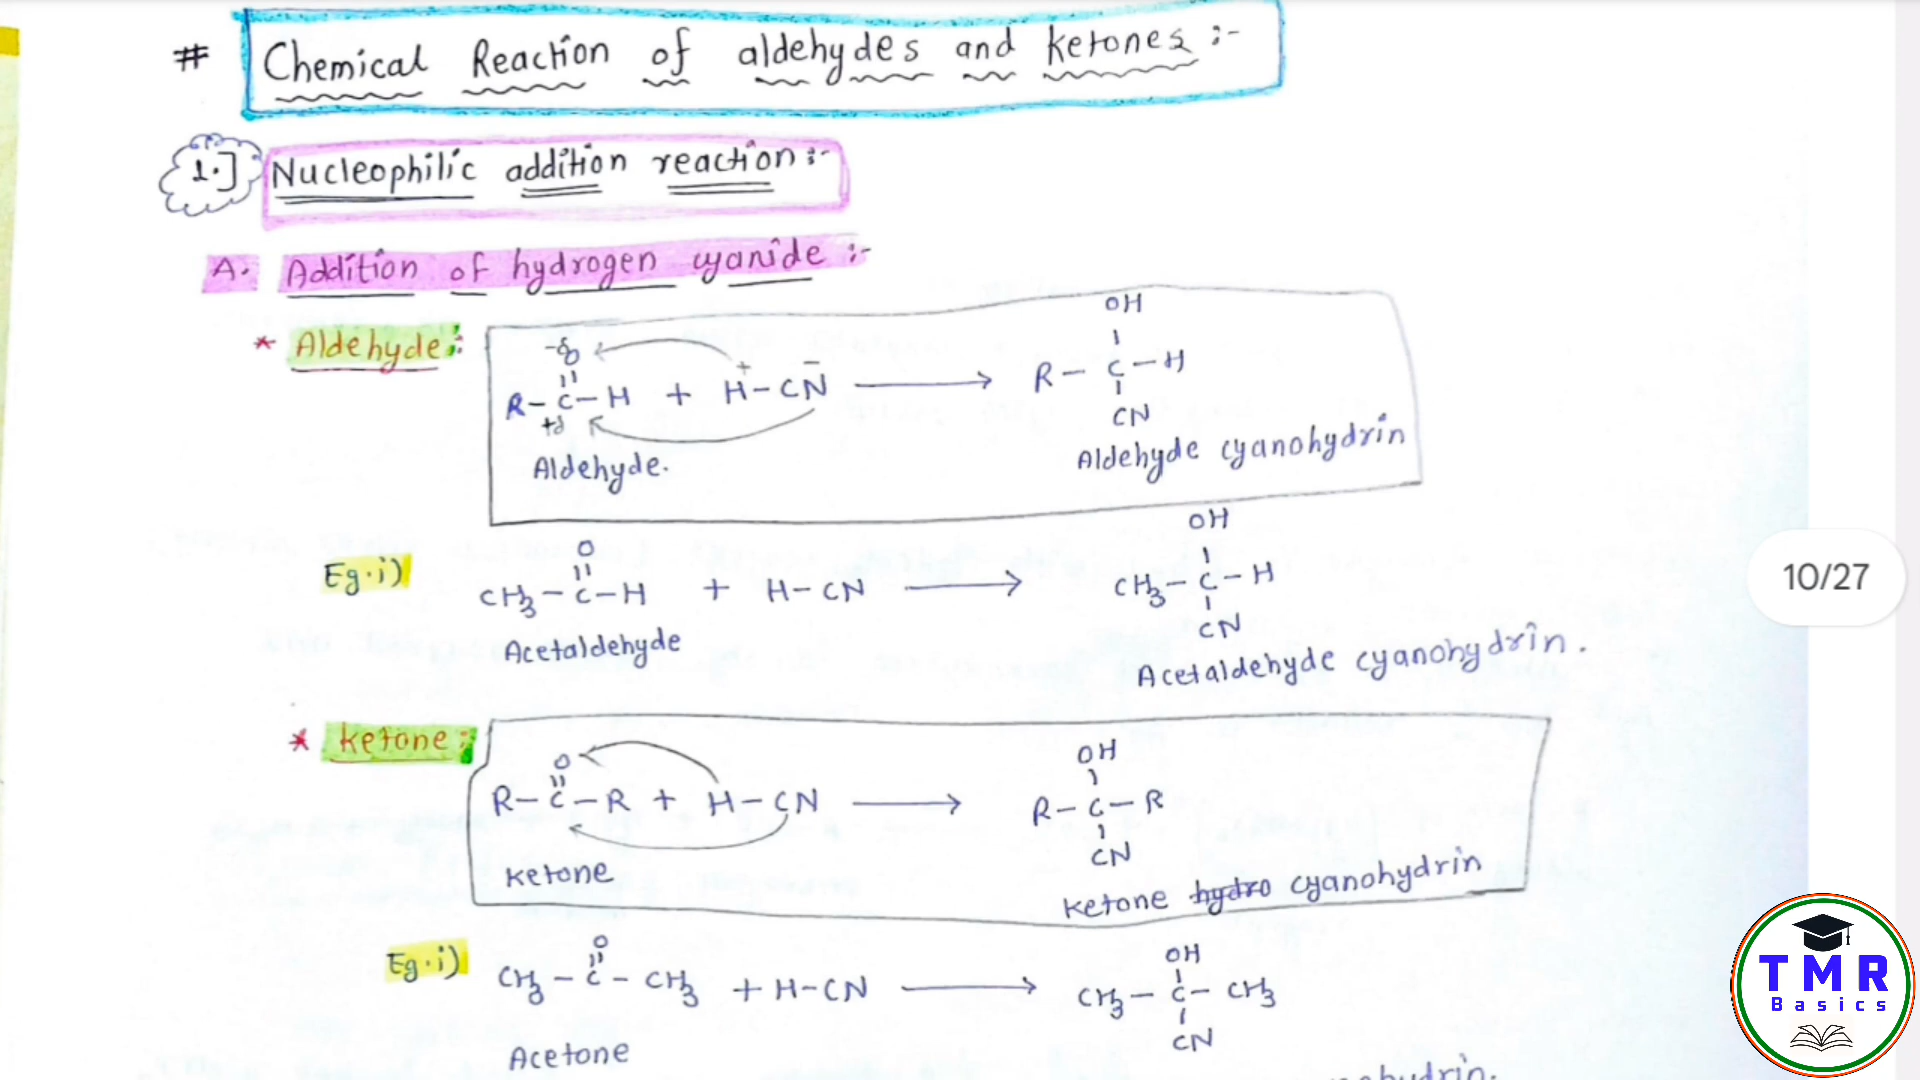 # Chemical Reaction of aldehydes and ketones :-
1.] Nucleophilic addition reaction :-
A. Addition of hydrogen cyanide :-
* Aldehyde :
-δ O
R - C - H + H - CN → R - C - H
+δ
OH
CN
Aldehyde.
Aldehyde cyanohydrin
Eg.i)
O
CH3 - C - H + H - CN → CH3 - C - H
OH
CN
Acetaldehyde
Acetaldehyde cyanohydrin.
* Ketone :
O
R - C - R + H - CN → R - C - R
OH
CN
Ketone
Ketone hydro cyanohydrin
Eg.i)
O
CH3 - C - CH3 + H - CN → CH3 - C - CH3
OH
CN
Acetone
10/27
TMR
Basics